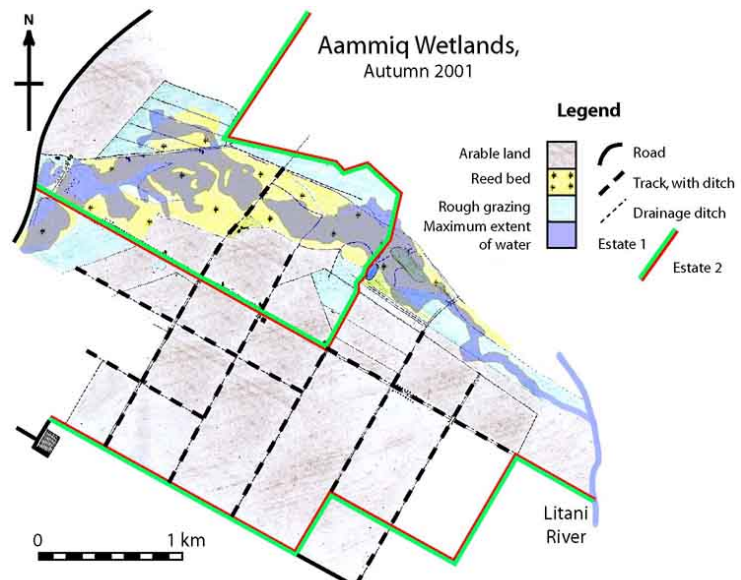 N
Aammiq Wetlands,
Autumn 2001
Legend
Arable land
Reed bed
Rough grazing
Maximum extent
of water
Road
Track, with ditch
Drainage ditch
Estate 1
Estate 2
Litani
River
0 1 km